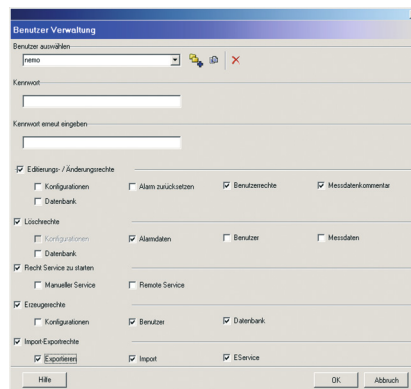 Benutzer Verwaltung
Benutzer auswählen
nemo
Kennwort
Kennwort erneut eingeben
Editierungs- / Änderungsrechte
Konfigurationen Alarm zurücksetzen Benutzerrechte Messdatenkommentar
Datenbank
Löschrechte
Konfigurationen Alarmdaten Benutzer Messdaten
Datenbank
Recht Service zu starten
Manueller Service Remote Service
Erzeugerechte
Konfigurationen Benutzer Datenbank
Import-Exportrechte
Exportieren Import EService
Hilfe OK Abbruch